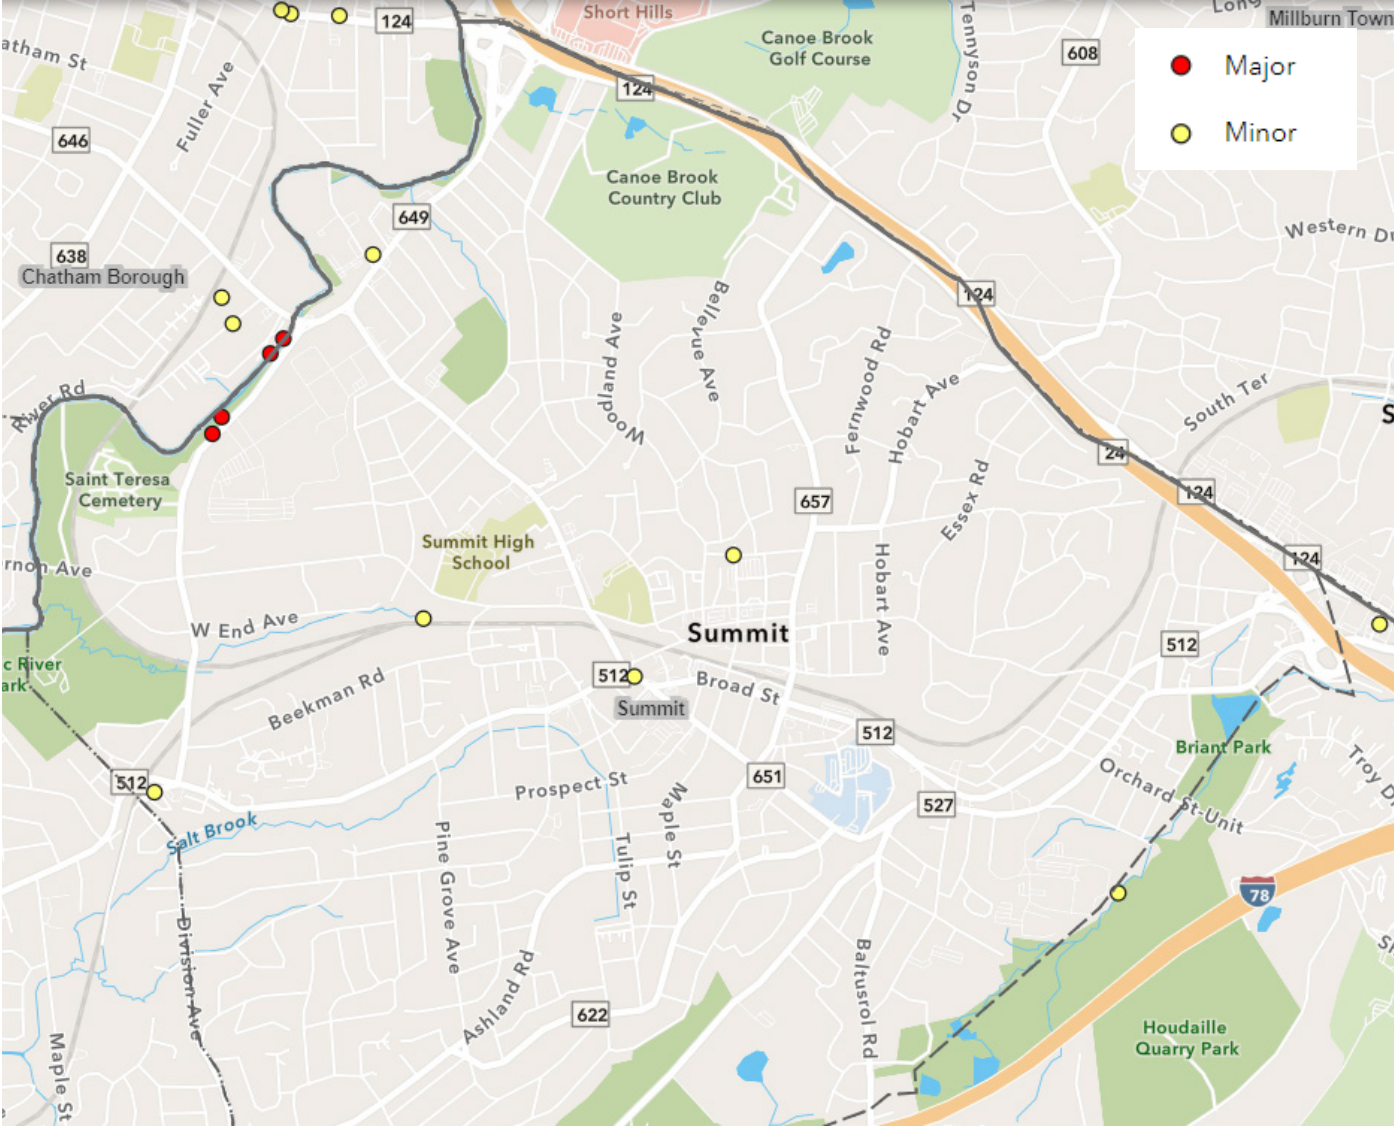 Short Hills
Long
Millburn Town
124
Canoe Brook
Golf Course
Tennyson Dr
608
Major
Minor
atham St
Fuller Ave
646
124
Canoe Brook
Country Club
649
638
Chatham Borough
Western Dr
124
Bellevue Ave
Woodland Ave
Fernwood Rd
Hobart Ave
South Ter
River Rd
S
24
124
Essex Rd
657
Saint Teresa
Cemetery
Summit High
School
124
rnon Ave
Hobart Ave
W End Ave
Summit
512
c River
ark
Beekman Rd
512
Broad St
Summit
512
Briant Park
Troy D
651
512
Prospect St
Maple St
Orchard St-Unit
527
Salt Brook
Pine Grove Ave
Tulip St
78
Division Ave
Baltusrol Rd
Sh
Ashland Rd
622
Houdaille
Quarry Park
Maple St